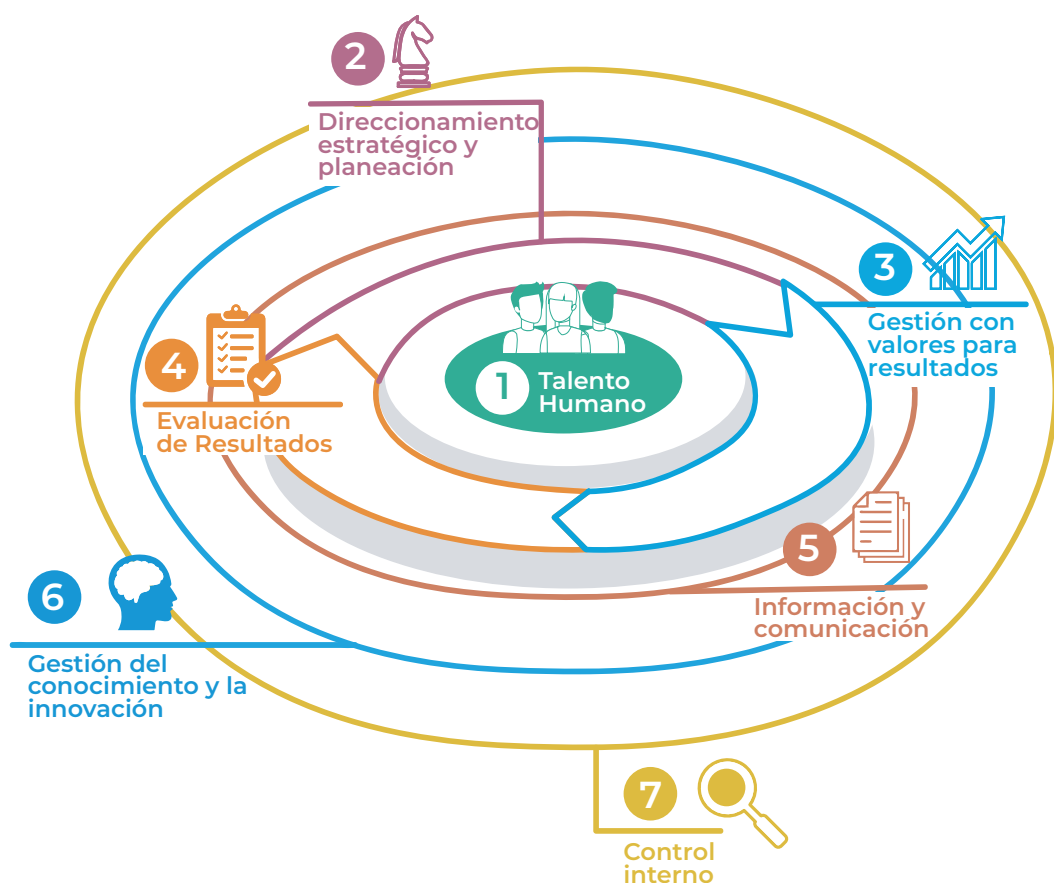 1
Talento
Humano
2
Direccionamiento
estratégico y
planeación
3
Gestión con
valores para
resultados
4
Evaluación
de Resultados
5
Información y
comunicación
6
Gestión del
conocimiento y la
innovación
7
Control
interno